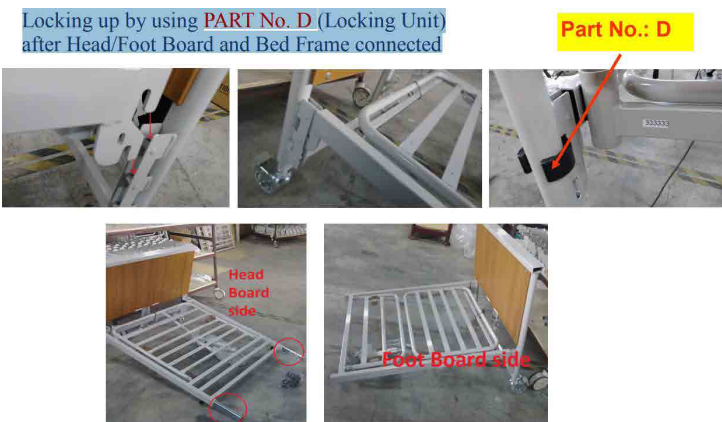 Locking up by using PART No. D (Locking Unit)
after Head/Foot Board and Bed Frame connected
Part No.: D
333333
Head
Board
side
Foot Board side